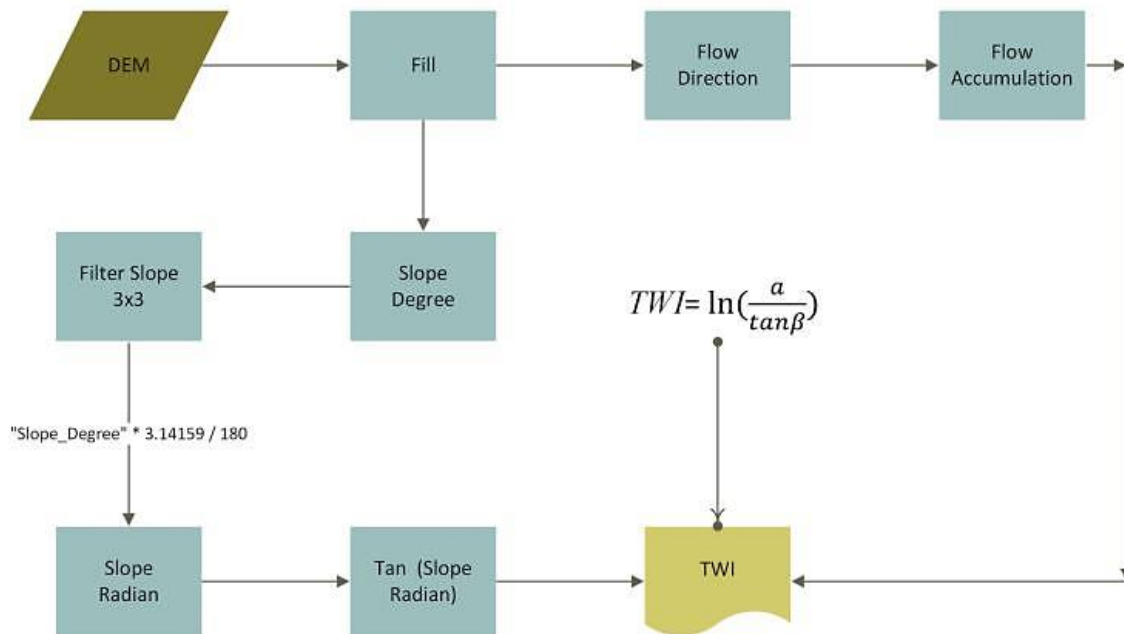 DEM
Fill
Flow
Direction
Flow
Accumulation
Filter Slope
3x3
Slope
Degree
TWI= ln(a/tanβ)
"Slope_Degree" * 3.14159 / 180
Slope
Radian
Tan (Slope
Radian)
TWI